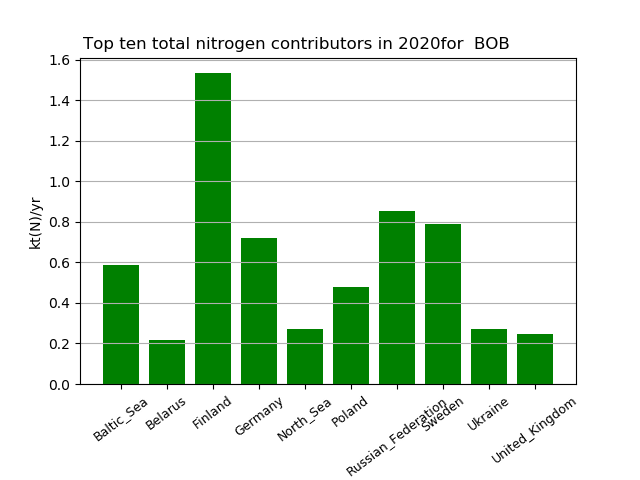 Top ten total nitrogen contributors in 2020for  BOB
kt(N)/yr
1.6
1.4
1.2
1.0
0.8
0.6
0.4
0.2
0.0
Baltic_Sea
Belarus
Finland
Germany
North_Sea
Poland
Russian_Federation
Sweden
Ukraine
United_Kingdom